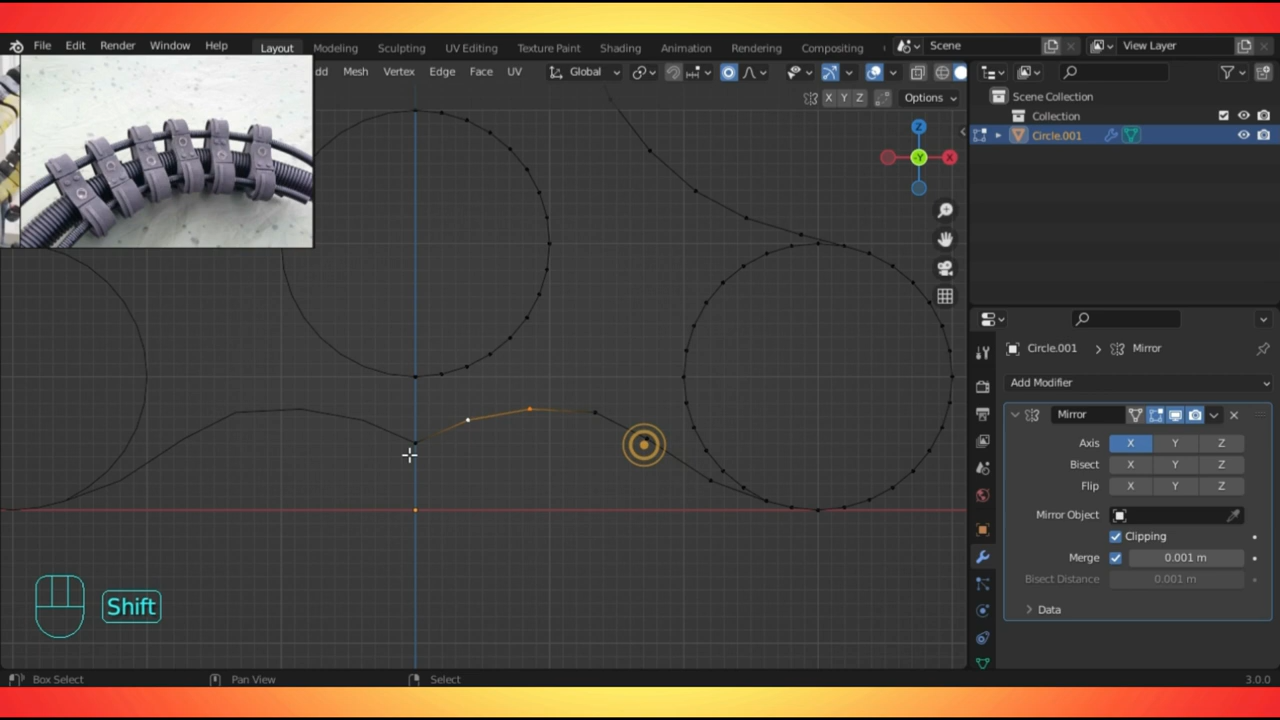 File Edit Render Window Help Layout Modeling Sculpting UV Editing Texture Paint Shading Animation Rendering Compositing Scene View Layer
dd Mesh Vertex Edge Face UV Global
X Y Z Options
Scene Collection
Collection
Circle.001
Z
-Y X
Circle.001 > Mirror
Add Modifier
Mirror
Axis X Y Z
Bisect X Y Z
Flip X Y Z
Mirror Object
Clipping
Merge 0.001 m
Bisect Distance 0.001 m
Data
Shift
Box Select Pan View Select 3.0.0